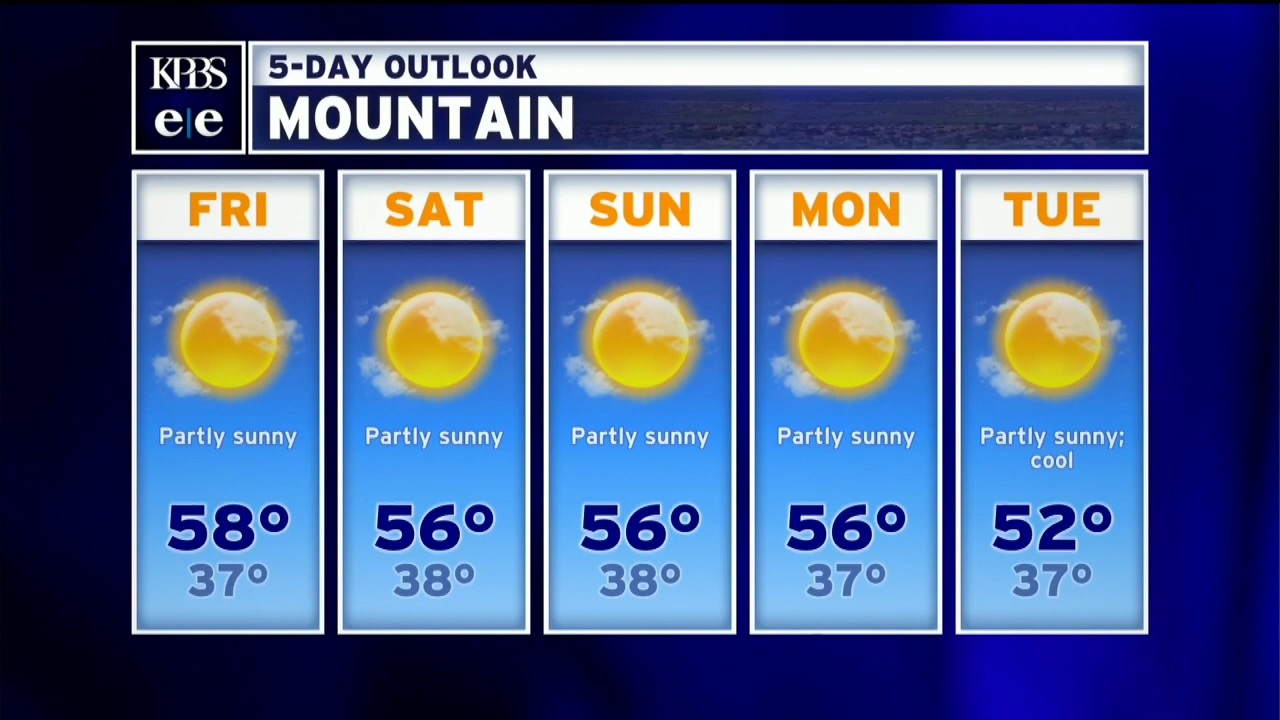 KPBS
e|e
5-DAY OUTLOOK
MOUNTAIN
FRI
Partly sunny
58°
37°
SAT
Partly sunny
56°
38°
SUN
Partly sunny
56°
38°
MON
Partly sunny
56°
37°
TUE
Partly sunny;
cool
52°
37°